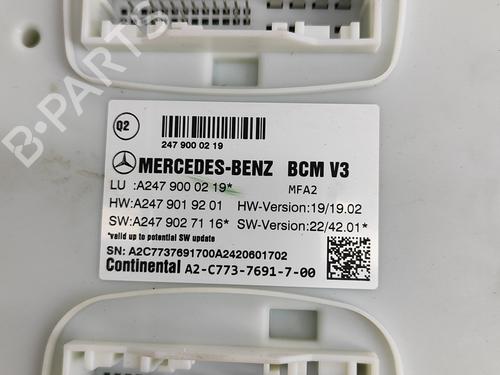 Q2
247 900 02 19
MERCEDES-BENZ BCM V3
LU :A247 900 0 2 19* MFA2
HW:A247 901 92 01 HW-Version:19/19.02
SW:A247 902 71 16* SW-Version:22/42.01*
*valid up to potential SW update
SN: A2C7737691700A2420601702
Continental A2-C773-7691-7-00
B-PARTS